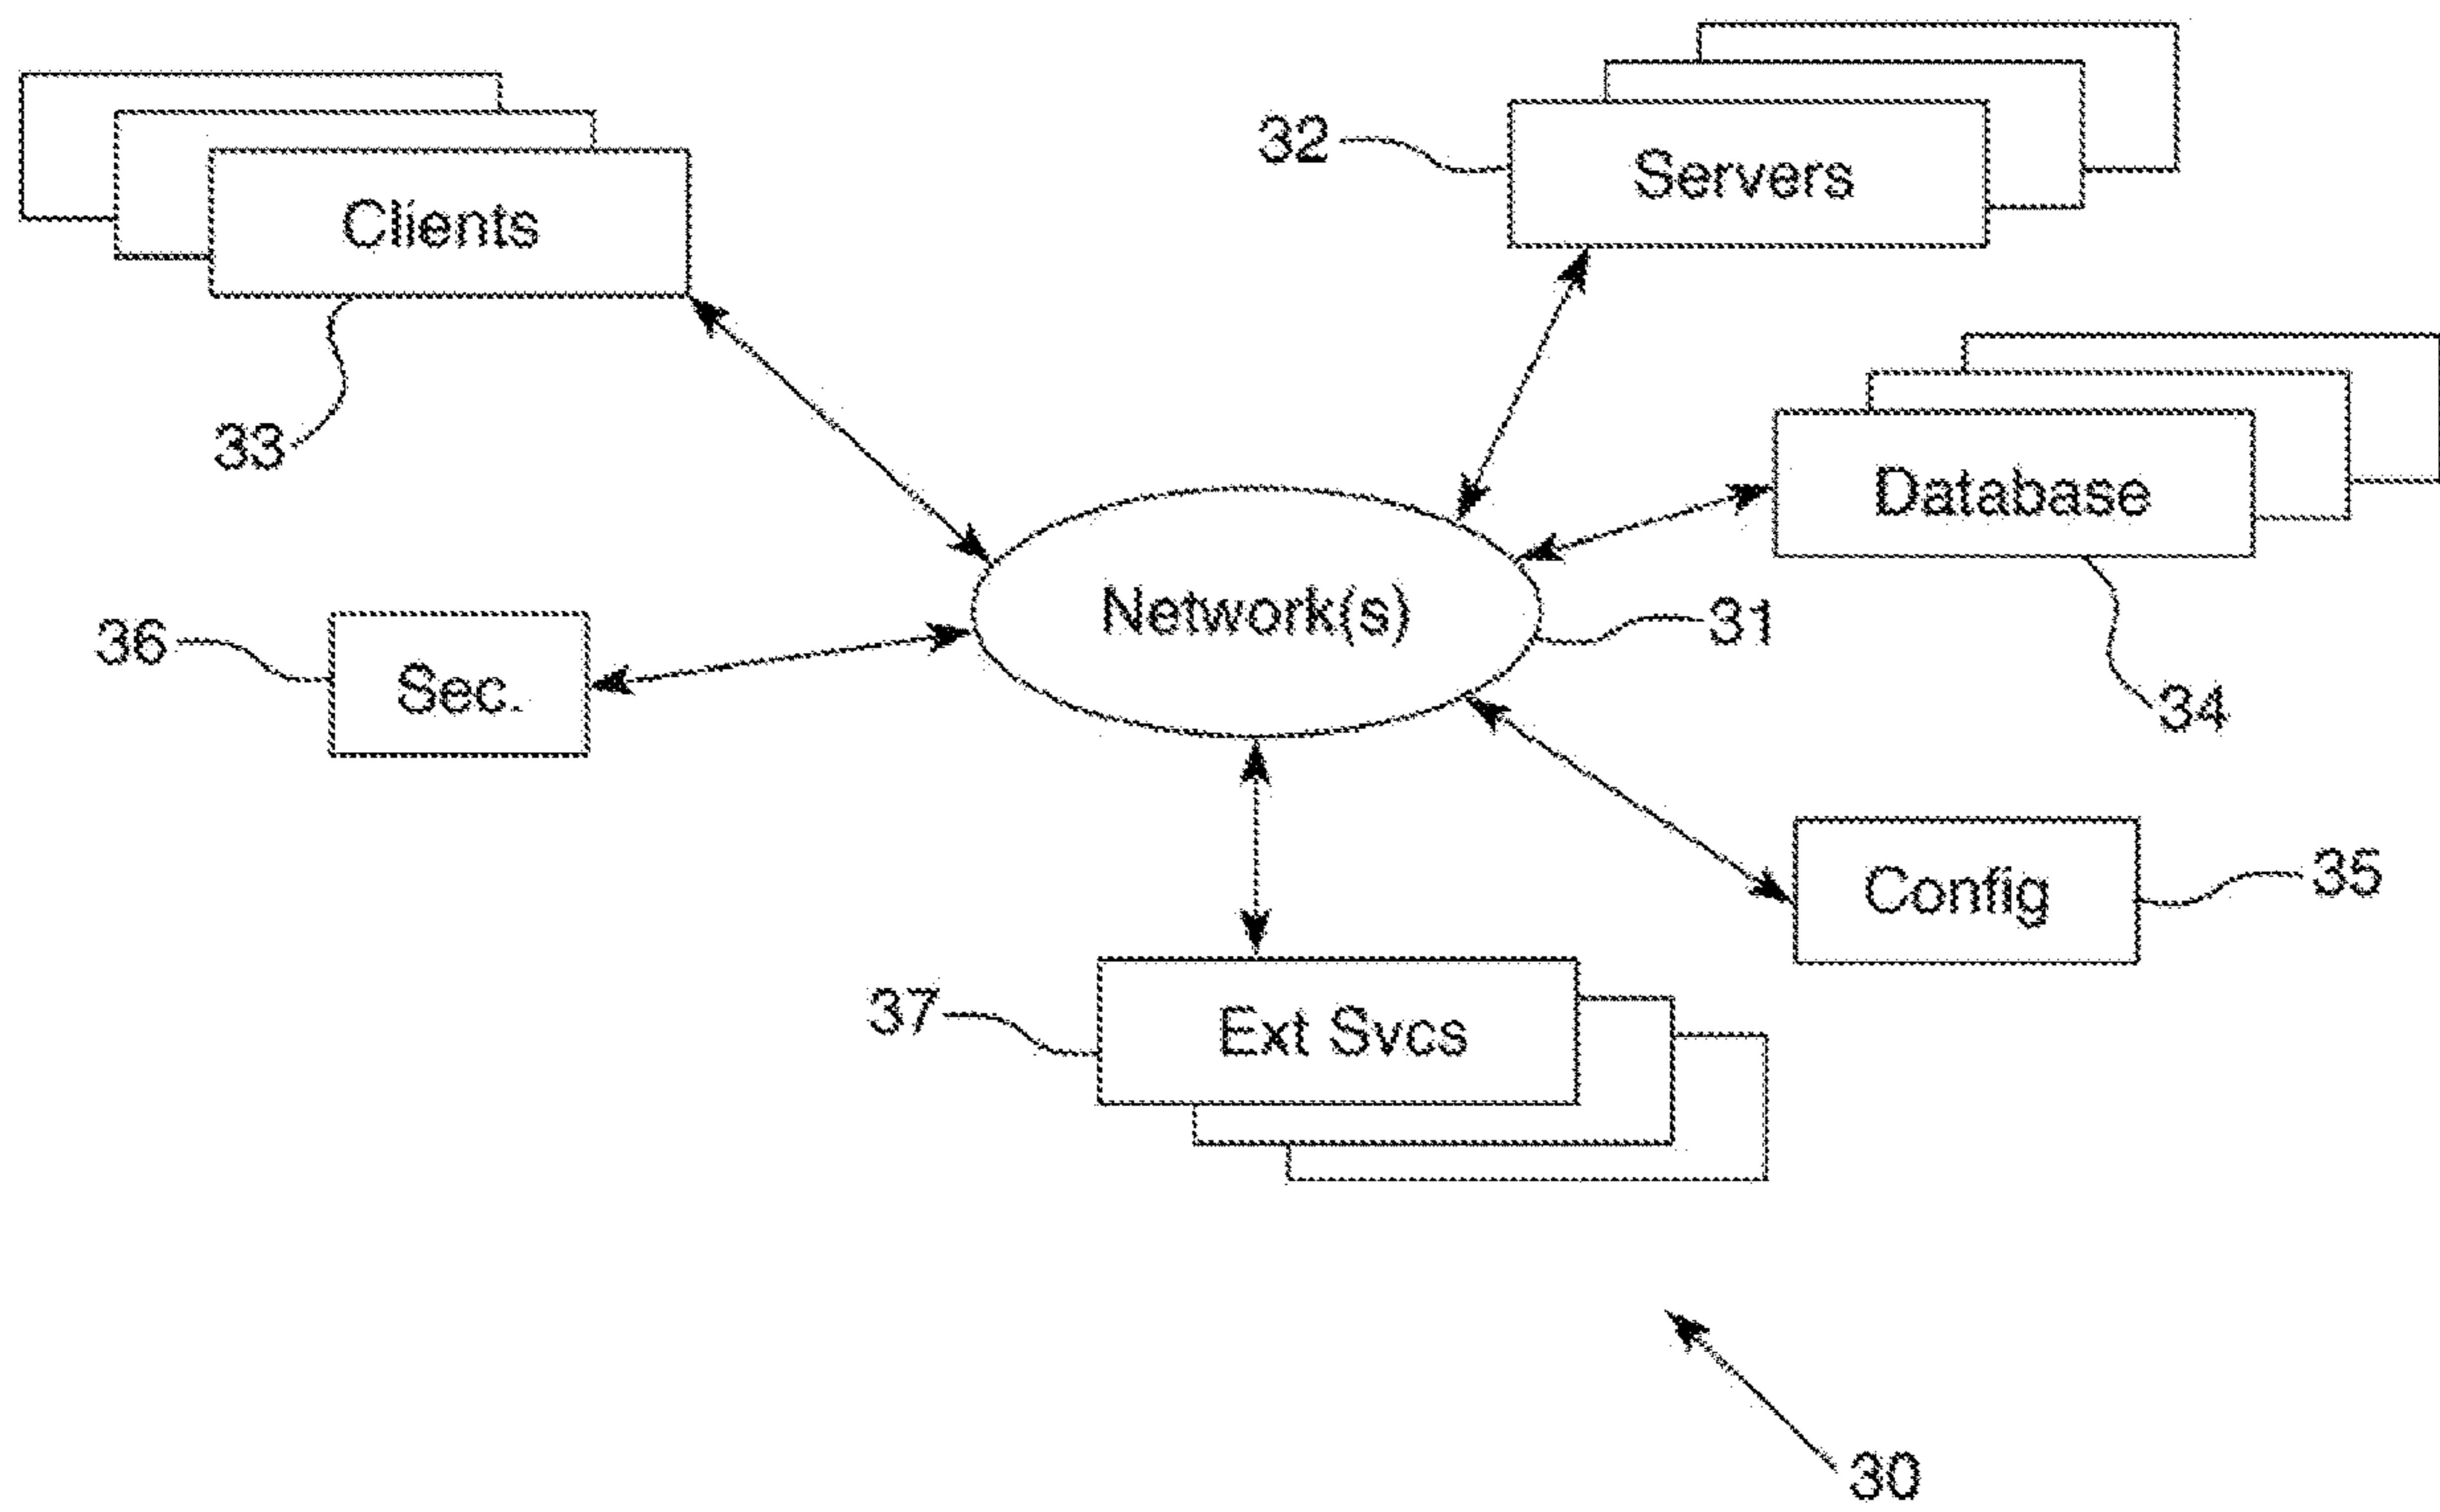 32
Servers
Clients
33
Database
Network(s)
31
36
Sec.
34
Config
35
37
Ext Svcs
30